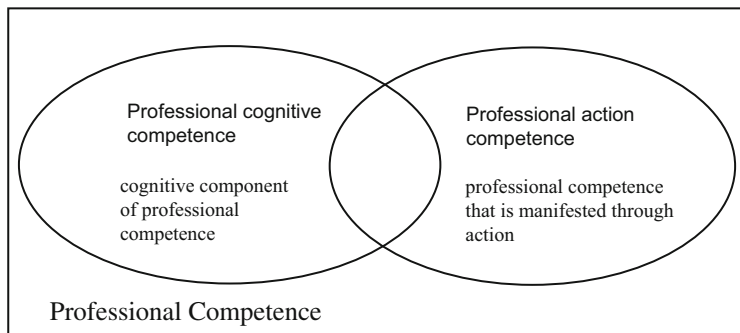 Professional cognitive
competence
cognitive component
of professional
competence
Professional action
competence
professional competence
that is manifested through
action
Professional Competence